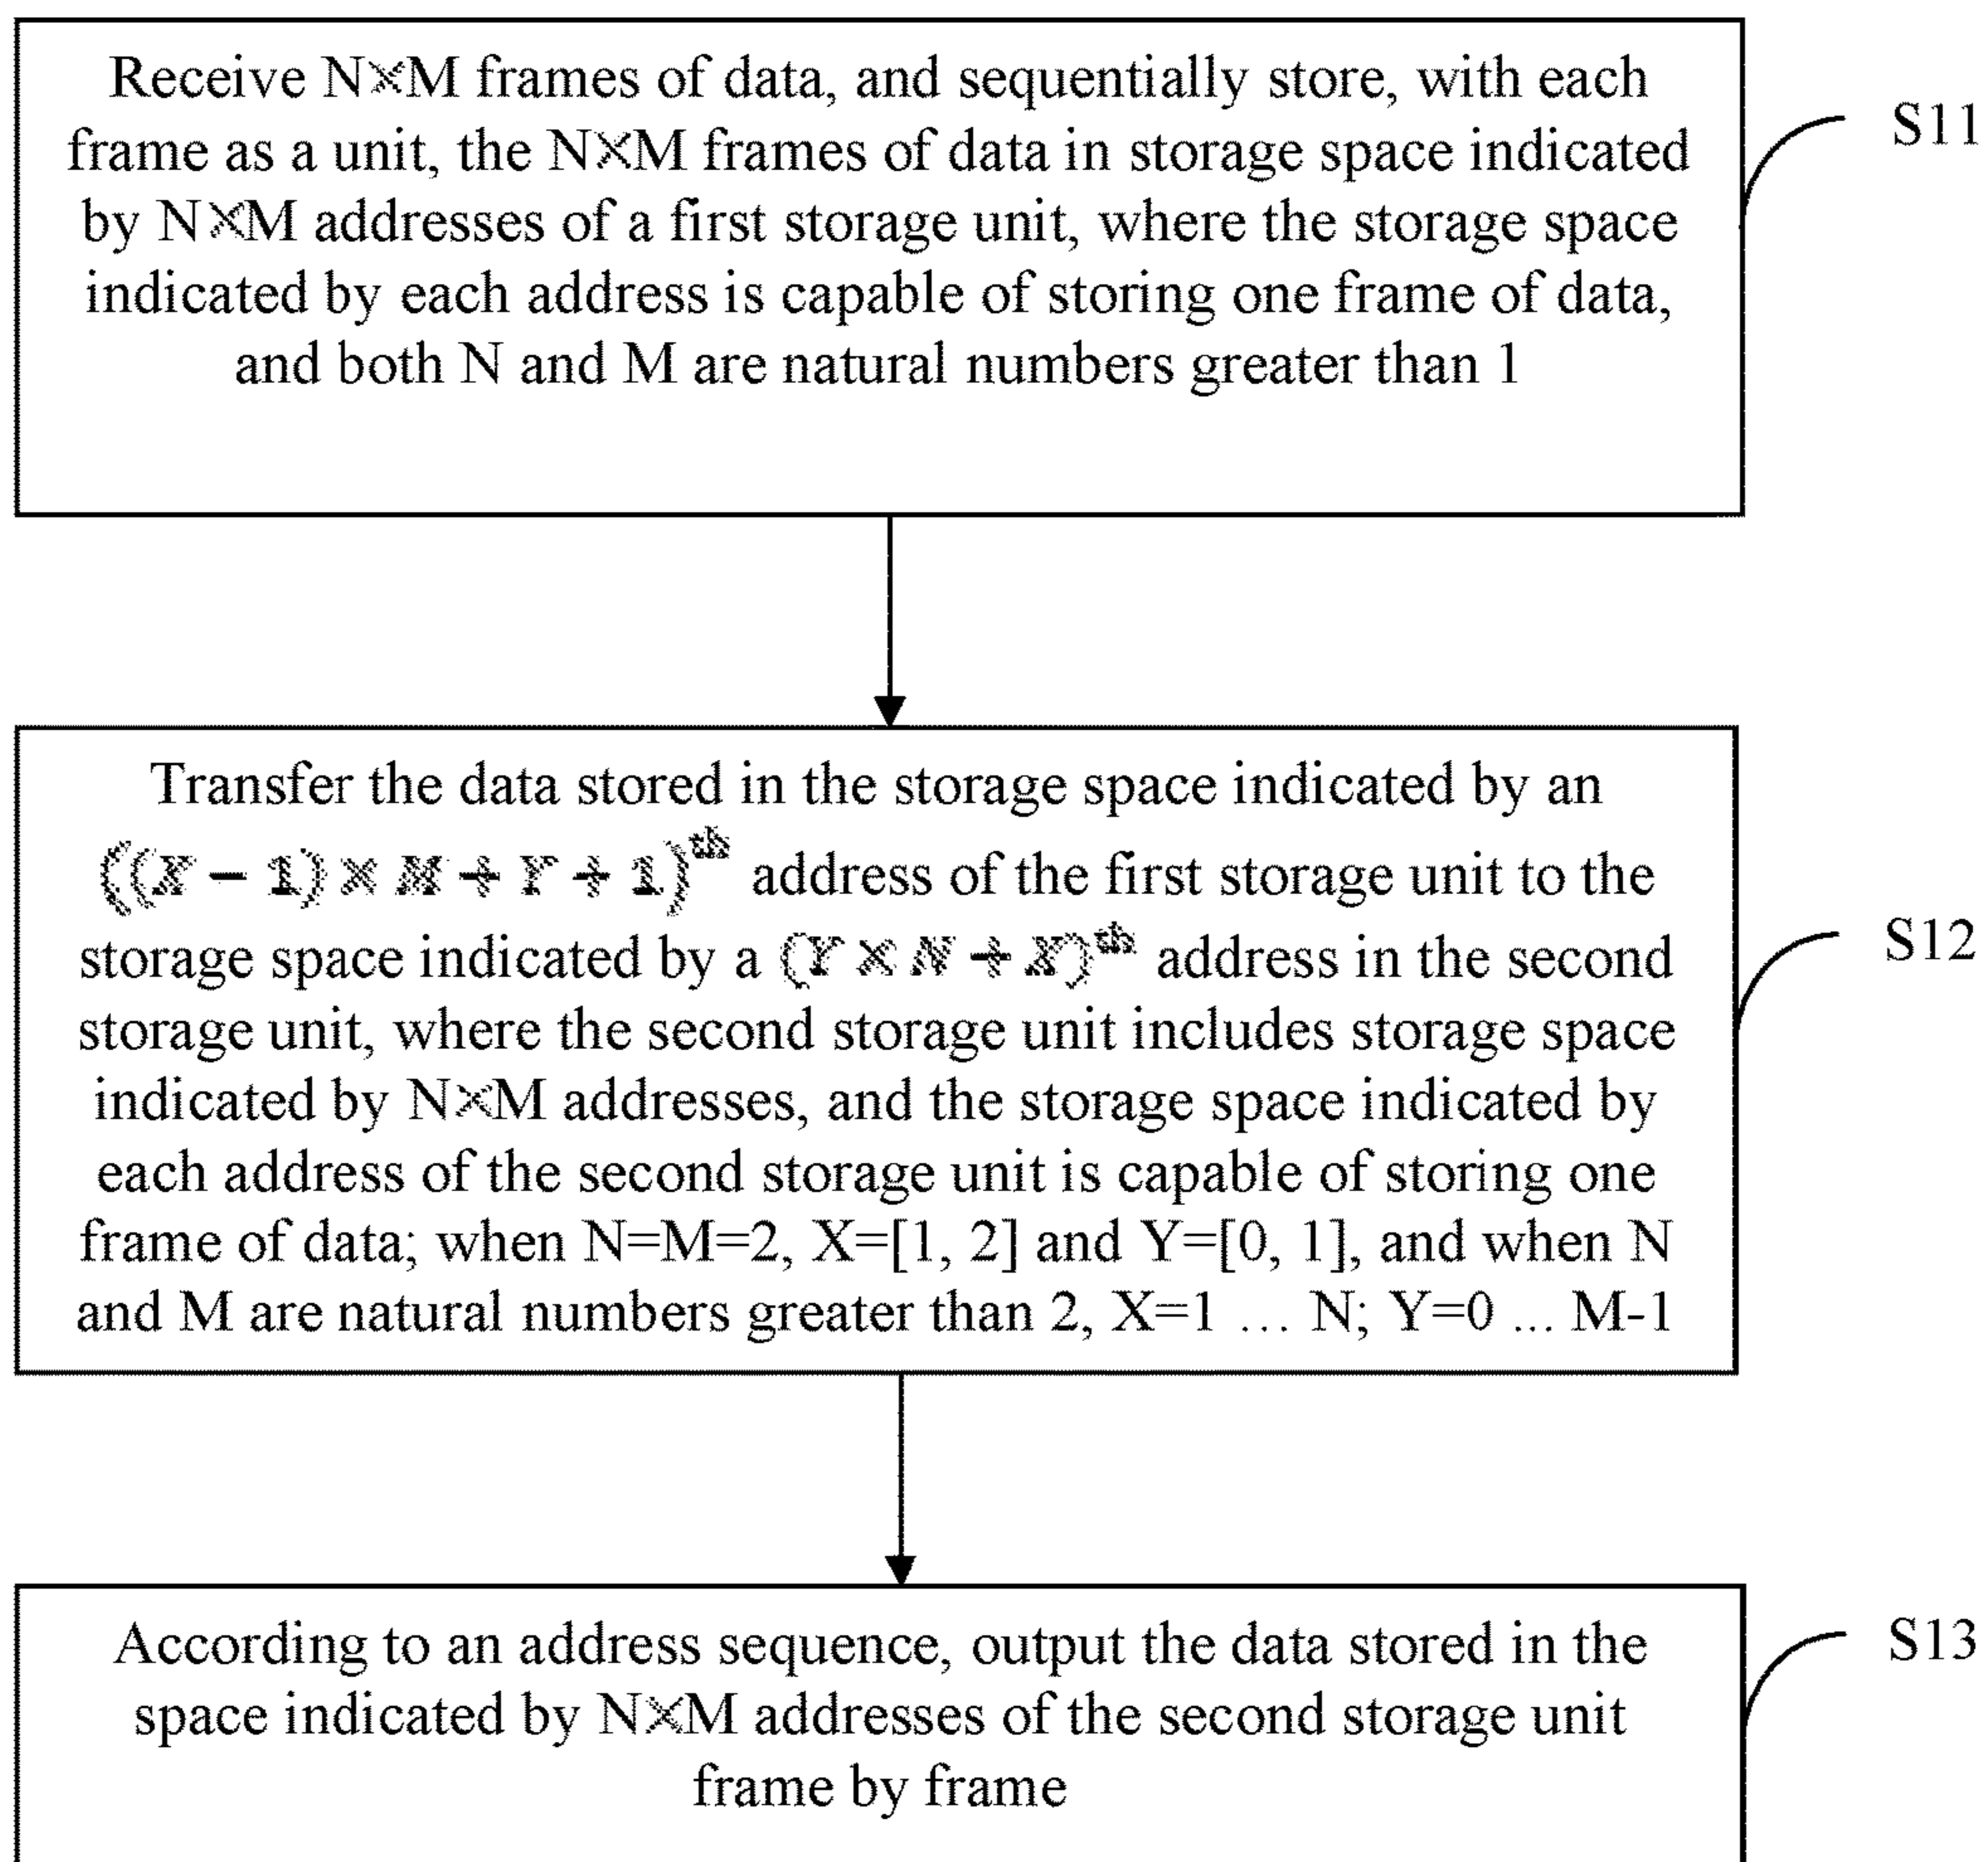 Receive N×M frames of data, and sequentially store, with each
frame as a unit, the N×M frames of data in storage space indicated
by N×M addresses of a first storage unit, where the storage space
indicated by each address is capable of storing one frame of data,
and both N and M are natural numbers greater than 1
S11
Transfer the data stored in the storage space indicated by an
((X − 1) × M + Y + 1)th address of the first storage unit to the
storage space indicated by a (Y × N + X)th address in the second
storage unit, where the second storage unit includes storage space
indicated by N×M addresses, and the storage space indicated by
each address of the second storage unit is capable of storing one
frame of data; when N=M=2, X=[1, 2] and Y=[0, 1], and when N
and M are natural numbers greater than 2, X=1 ... N; Y=0 ... M-1
S12
According to an address sequence, output the data stored in the
space indicated by N×M addresses of the second storage unit
frame by frame
S13